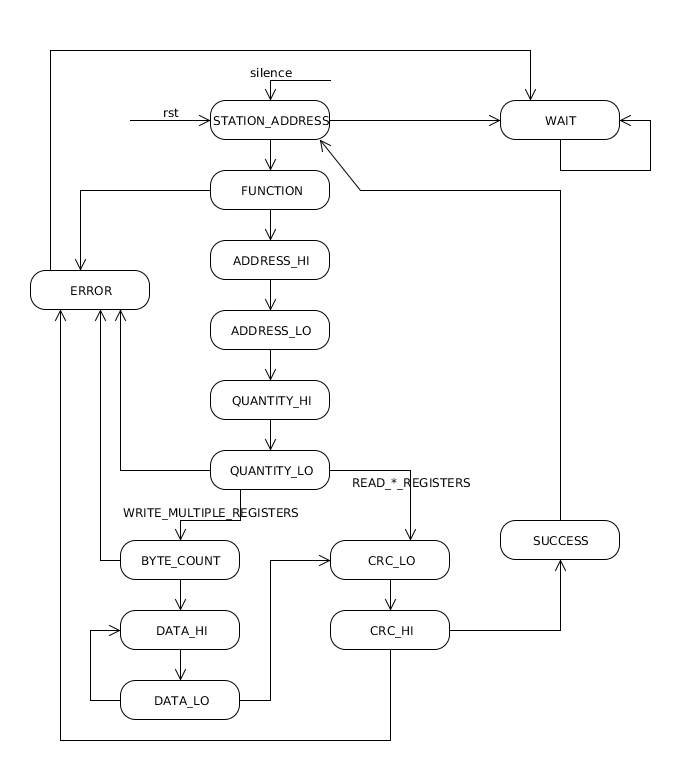 silence
rst
STATION_ADDRESS
WAIT
FUNCTION
ADDRESS_HI
ERROR
ADDRESS_LO
QUANTITY_HI
QUANTITY_LO
READ_*_REGISTERS
WRITE_MULTIPLE_REGISTERS
SUCCESS
BYTE_COUNT
CRC_LO
DATA_HI
CRC_HI
DATA_LO